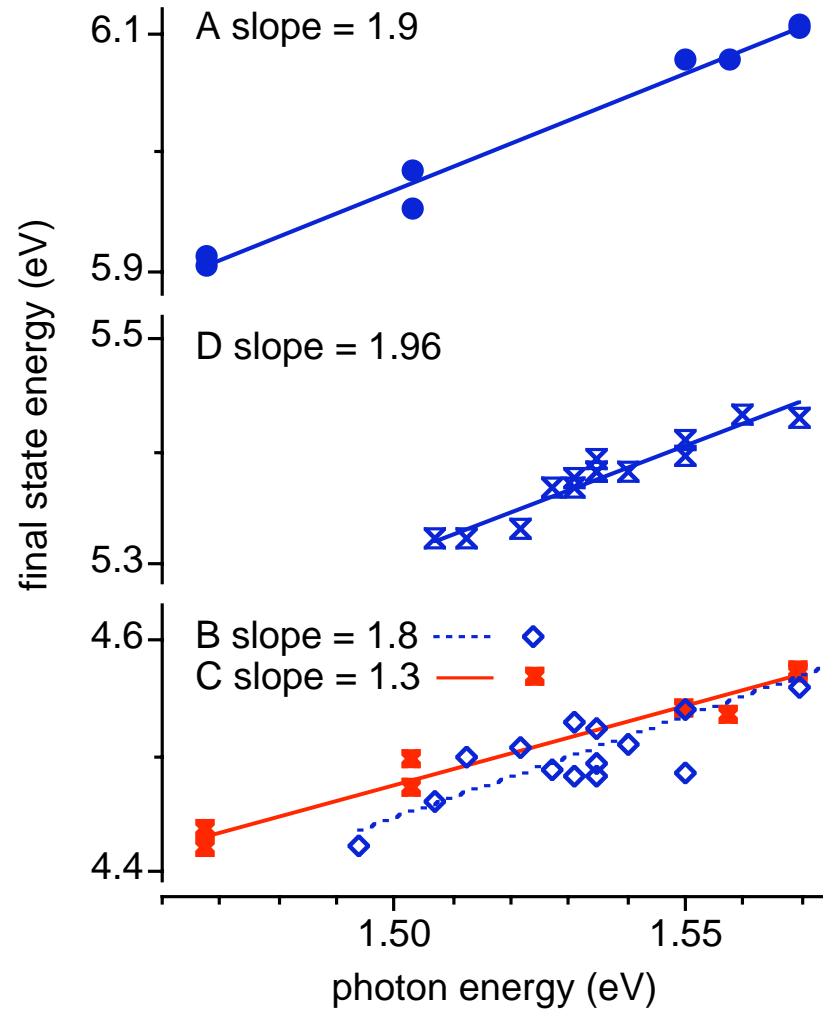 6.1
A slope = 1.9
5.9
final state energy (eV)
5.5
D slope = 1.96
5.3
4.6
B slope = 1.8
C slope = 1.3
4.4
1.50 1.55
photon energy (eV)